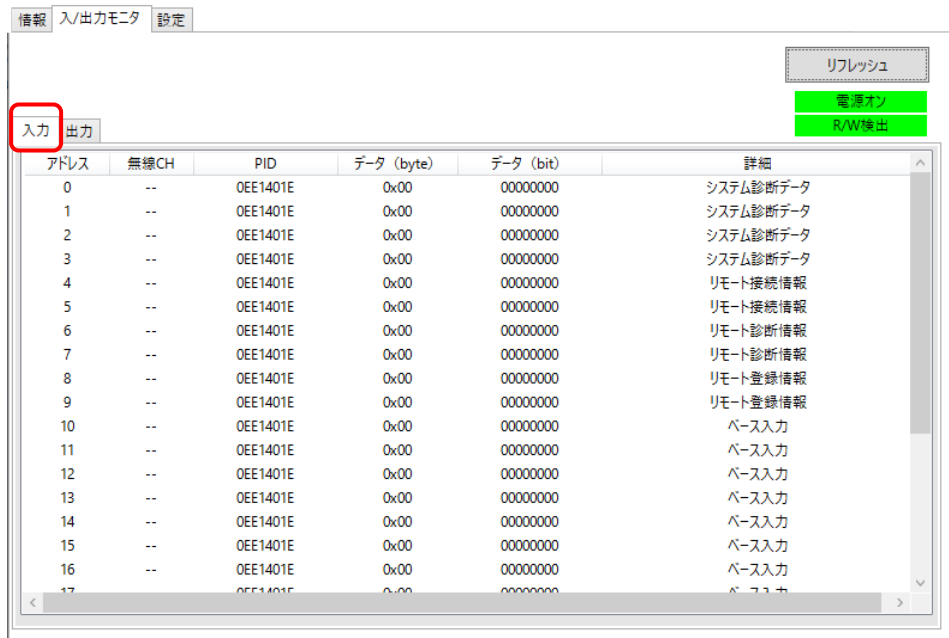 情報 入/出力モニタ 設定
リフレッシュ
電源オン
R/W検出
入力 出力
アドレス 無線CH PID データ（byte） データ（bit） 詳細
0 -- 0EE1401E 0x00 00000000 システム診断データ
1 -- 0EE1401E 0x00 00000000 システム診断データ
2 -- 0EE1401E 0x00 00000000 システム診断データ
3 -- 0EE1401E 0x00 00000000 システム診断データ
4 -- 0EE1401E 0x00 00000000 リモート接続情報
5 -- 0EE1401E 0x00 00000000 リモート接続情報
6 -- 0EE1401E 0x00 00000000 リモート診断情報
7 -- 0EE1401E 0x00 00000000 リモート診断情報
8 -- 0EE1401E 0x00 00000000 リモート登録情報
9 -- 0EE1401E 0x00 00000000 リモート登録情報
10 -- 0EE1401E 0x00 00000000 ベース入力
11 -- 0EE1401E 0x00 00000000 ベース入力
12 -- 0EE1401E 0x00 00000000 ベース入力
13 -- 0EE1401E 0x00 00000000 ベース入力
14 -- 0EE1401E 0x00 00000000 ベース入力
15 -- 0EE1401E 0x00 00000000 ベース入力
16 -- 0EE1401E 0x00 00000000 ベース入力